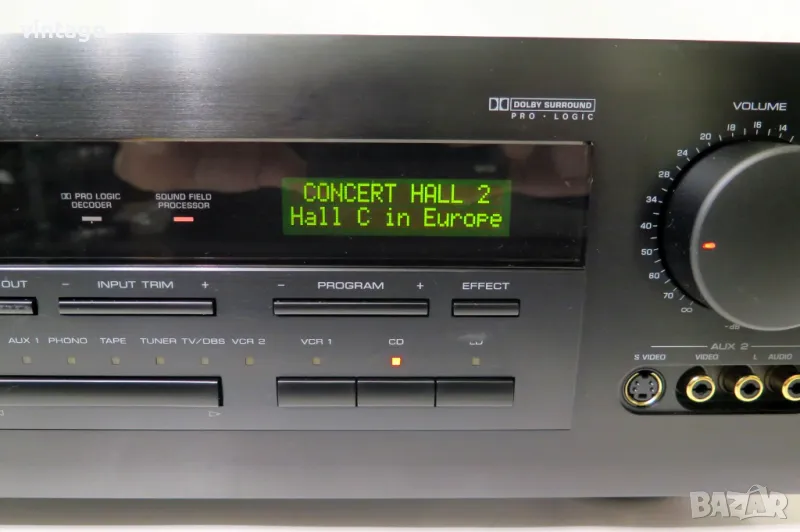 vintage
DOLBY SURROUND
PRO · LOGIC
VOLUME
20 18 16 14
24
28
34
40
50
60
70
∞
-dB
CONCERT HALL 2
Hall C in Europe
PRO LOGIC
DECODER
SOUND FIELD
PROCESSOR
OUT
− INPUT TRIM +
− PROGRAM +
EFFECT
AUX 1 PHONO TAPE TUNER TV/DBS VCR 2 VCR 1 CD LD
AUX 2
S VIDEO VIDEO L AUDIO
BAZAR
bg